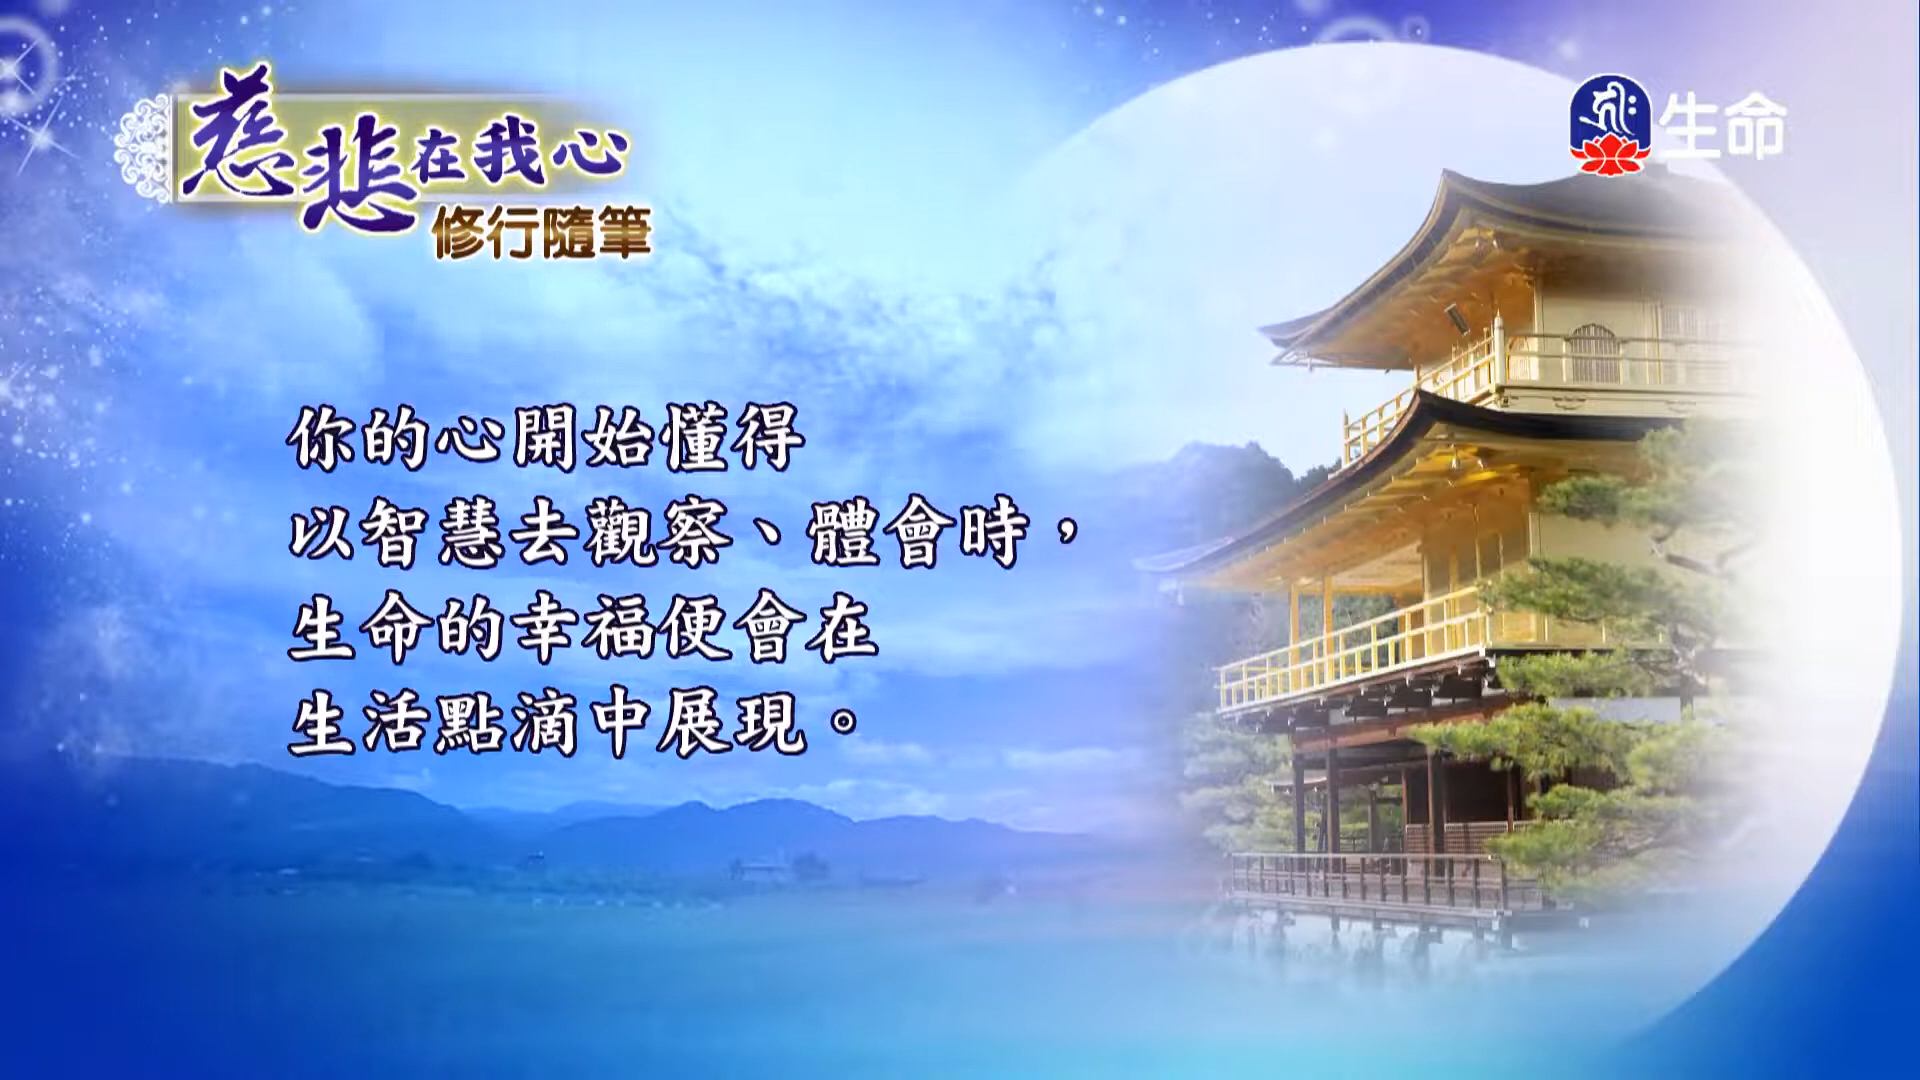 慈悲在我心
修行隨筆
生命
你的心開始懂得
以智慧去觀察、體會時，
生命的幸福便會在
生活點滴中展現。